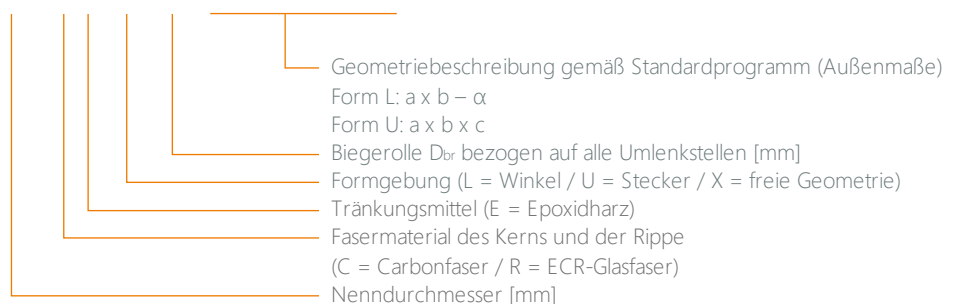 Geometriebeschreibung gemäß Standardprogramm (Außenmaße)
Form L: a x b – α
Form U: a x b x c
Biegerolle Dbr bezogen auf alle Umlenkstellen [mm]
Formgebung (L = Winkel / U = Stecker / X = freie Geometrie)
Tränkungsmittel (E = Epoxidharz)
Fasermaterial des Kerns und der Rippe
(C = Carbonfaser / R = ECR-Glasfaser)
Nenndurchmesser [mm]